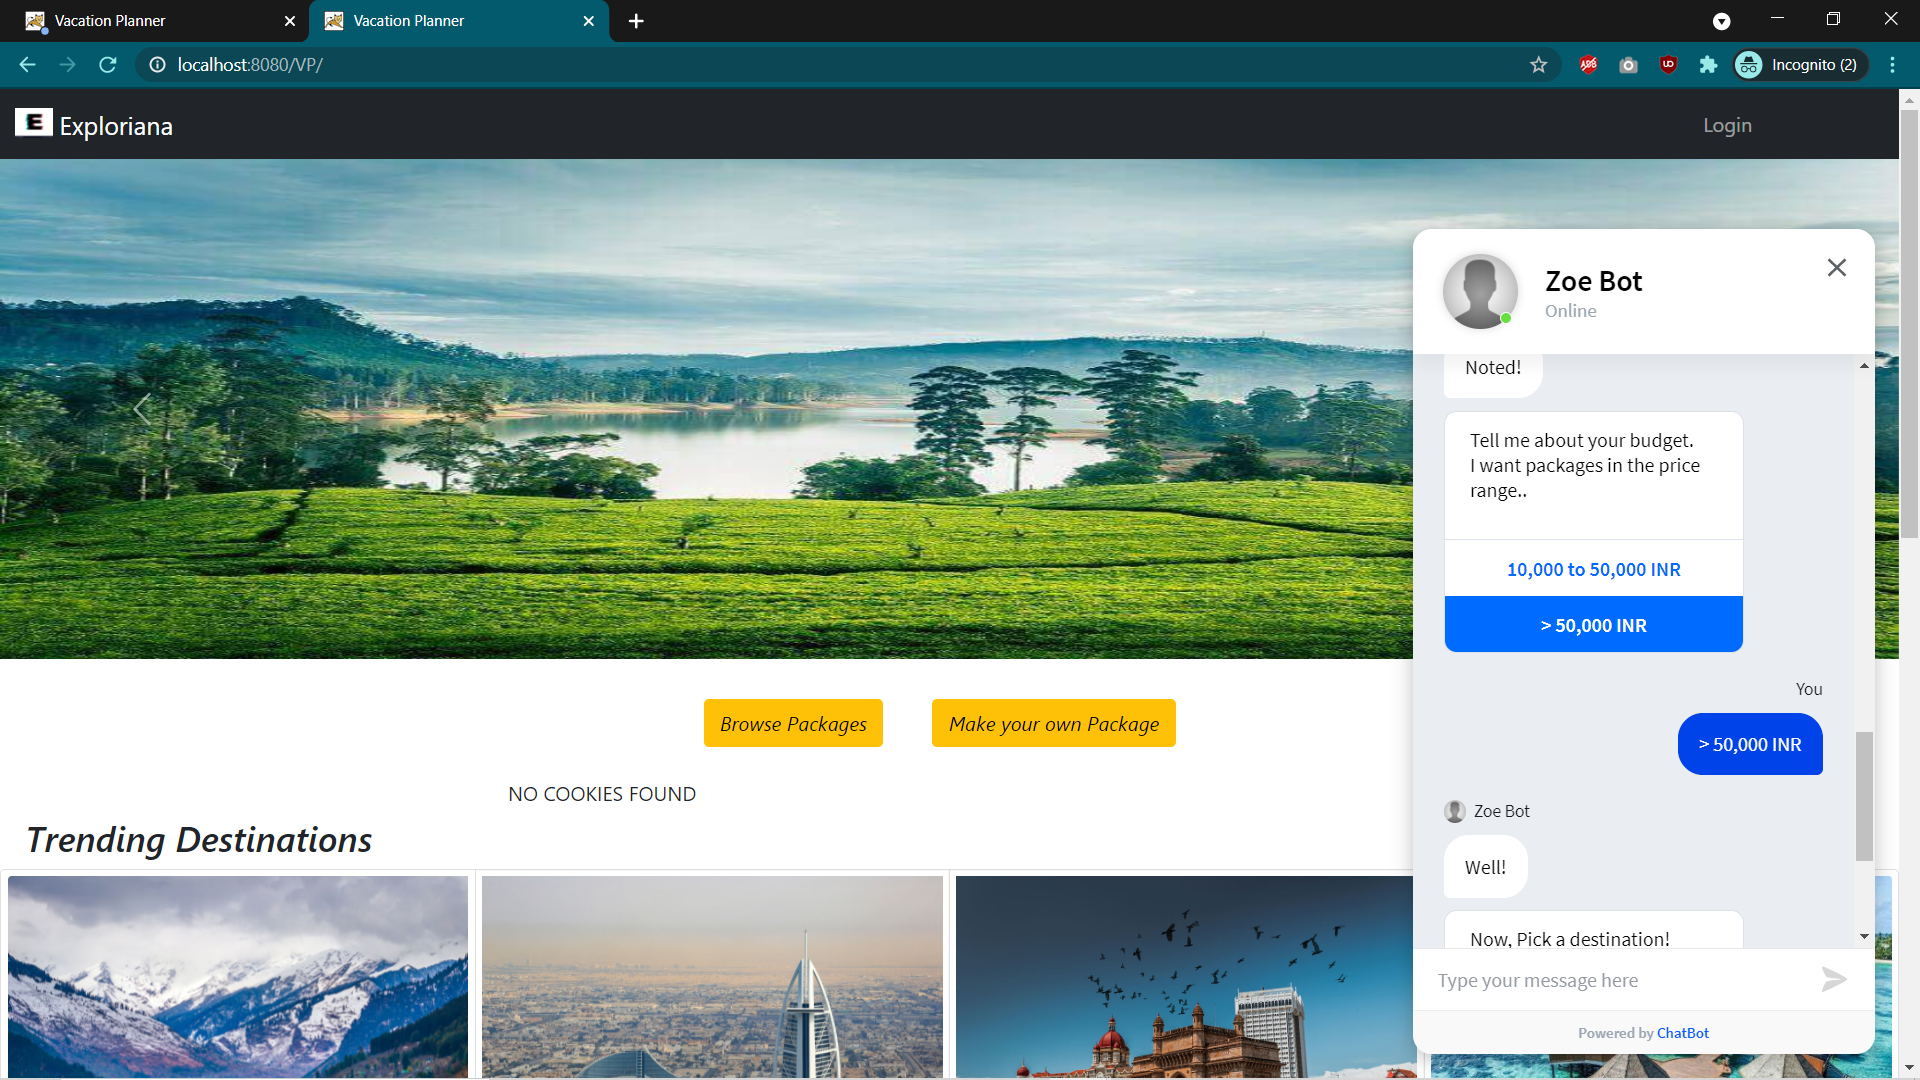 Vacation Planner
Vacation Planner
localhost:8080/VP/
Incognito (2)
E Exploriana
Login
Zoe Bot
Online
Noted!
Tell me about your budget.
I want packages in the price
range..
10,000 to 50,000 INR
> 50,000 INR
You
> 50,000 INR
Zoe Bot
Well!
Now, Pick a destination!
Type your message here
Powered by ChatBot
Browse Packages
Make your own Package
NO COOKIES FOUND
Trending Destinations